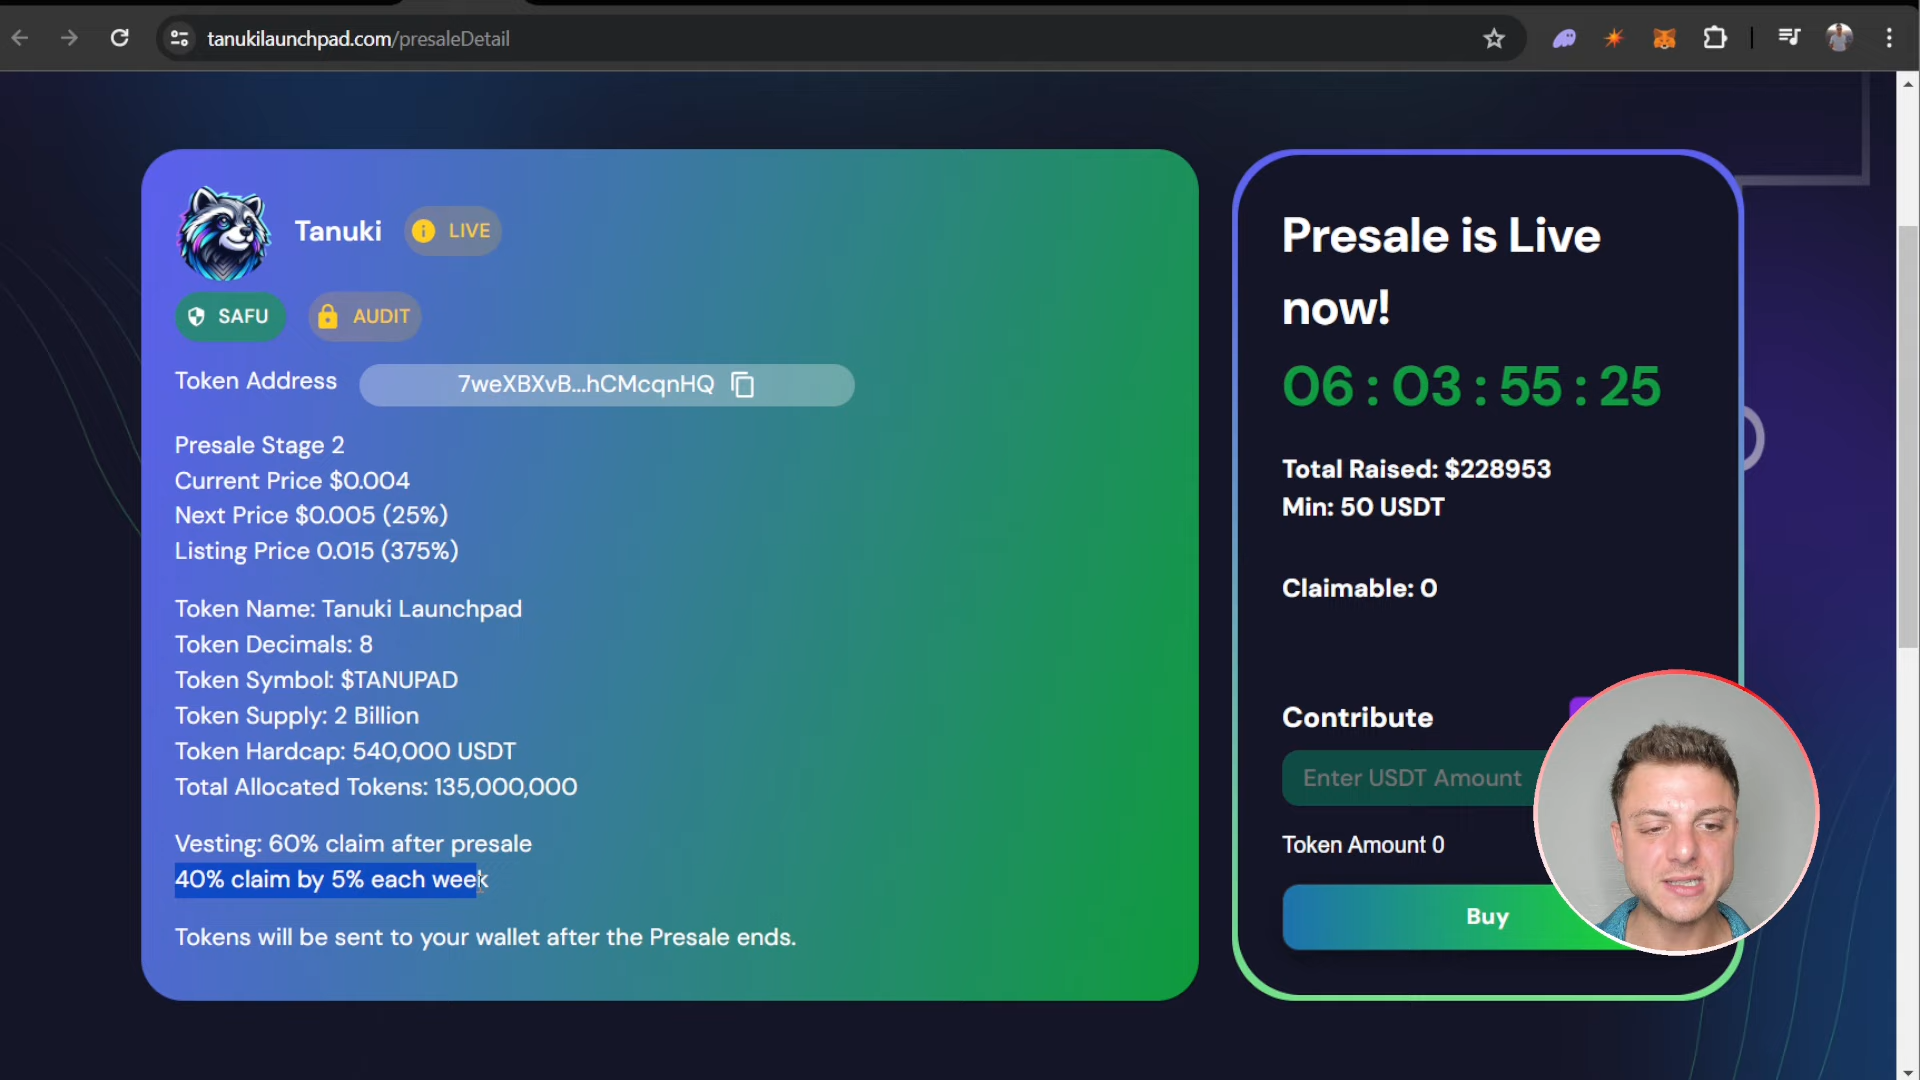 tanukilaunchpad.com/presaleDetail
Tanuki
LIVE
SAFU
AUDIT
Token Address
7weXBXvB...hCMcqnHQ
Presale Stage 2
Current Price $0.004
Next Price $0.005 (25%)
Listing Price 0.015 (375%)
Token Name: Tanuki Launchpad
Token Decimals: 8
Token Symbol: $TANUPAD
Token Supply: 2 Billion
Token Hardcap: 540,000 USDT
Total Allocated Tokens: 135,000,000
Vesting: 60% claim after presale
40% claim by 5% each week
Tokens will be sent to your wallet after the Presale ends.
Presale is Live
now!
06 : 03 : 55 : 25
Total Raised: $228953
Min: 50 USDT
Claimable: 0
Contribute
Enter USDT Amount
Token Amount 0
Buy